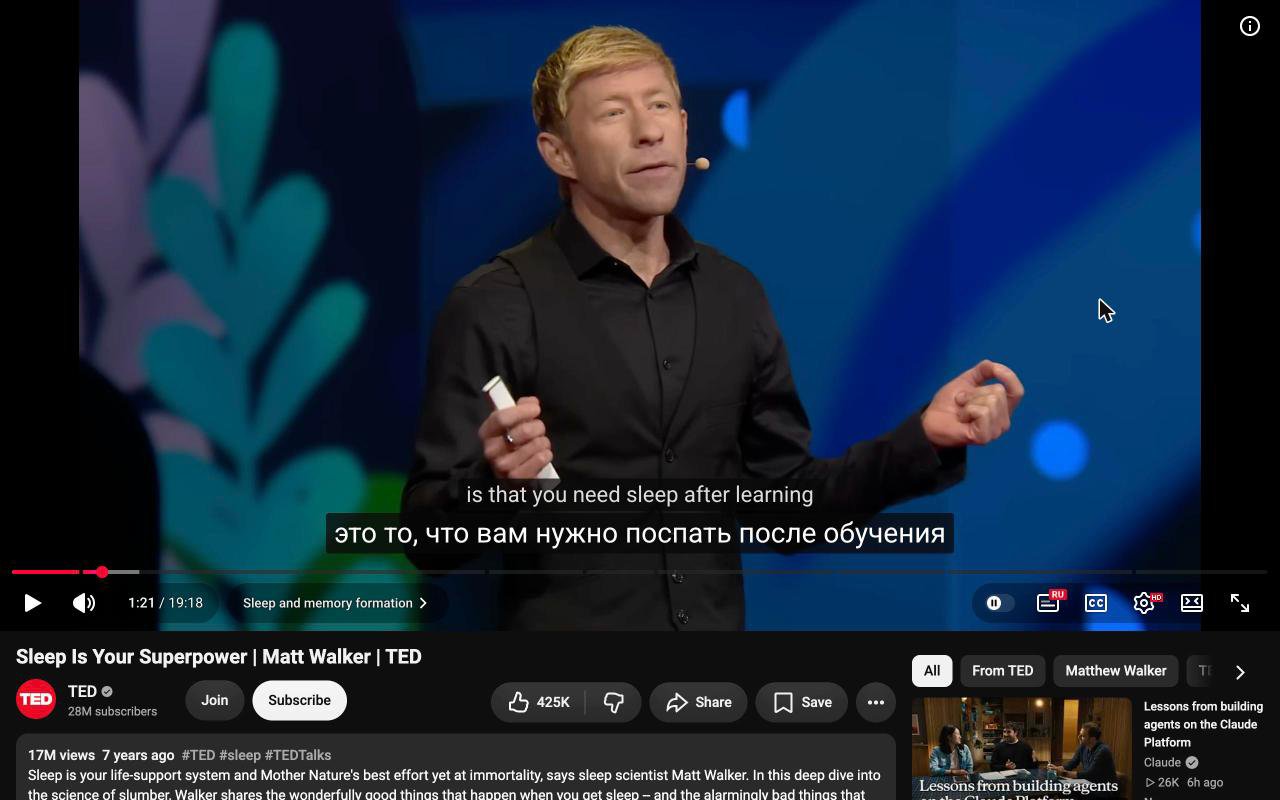 is that you need sleep after learning
это то, что вам нужно поспать после обучения
1:21 / 19:18
Sleep and memory formation
RU
CC
HD
Sleep Is Your Superpower | Matt Walker | TED
TED
TED
28M subscribers
Join
Subscribe
425K
Share
Save
17M views 7 years ago #TED #sleep #TEDTalks
Sleep is your life-support system and Mother Nature's best effort yet at immortality, says sleep scientist Matt Walker. In this deep dive into
the science of slumber, Walker shares the wonderfully good things that happen when you get sleep -- and the alarmingly bad things that
All
From TED
Matthew Walker
TE
Lessons from building agents
on the Claude Platform
Lessons from building
agents on the Claude
Platform
Claude
26K 6h ago